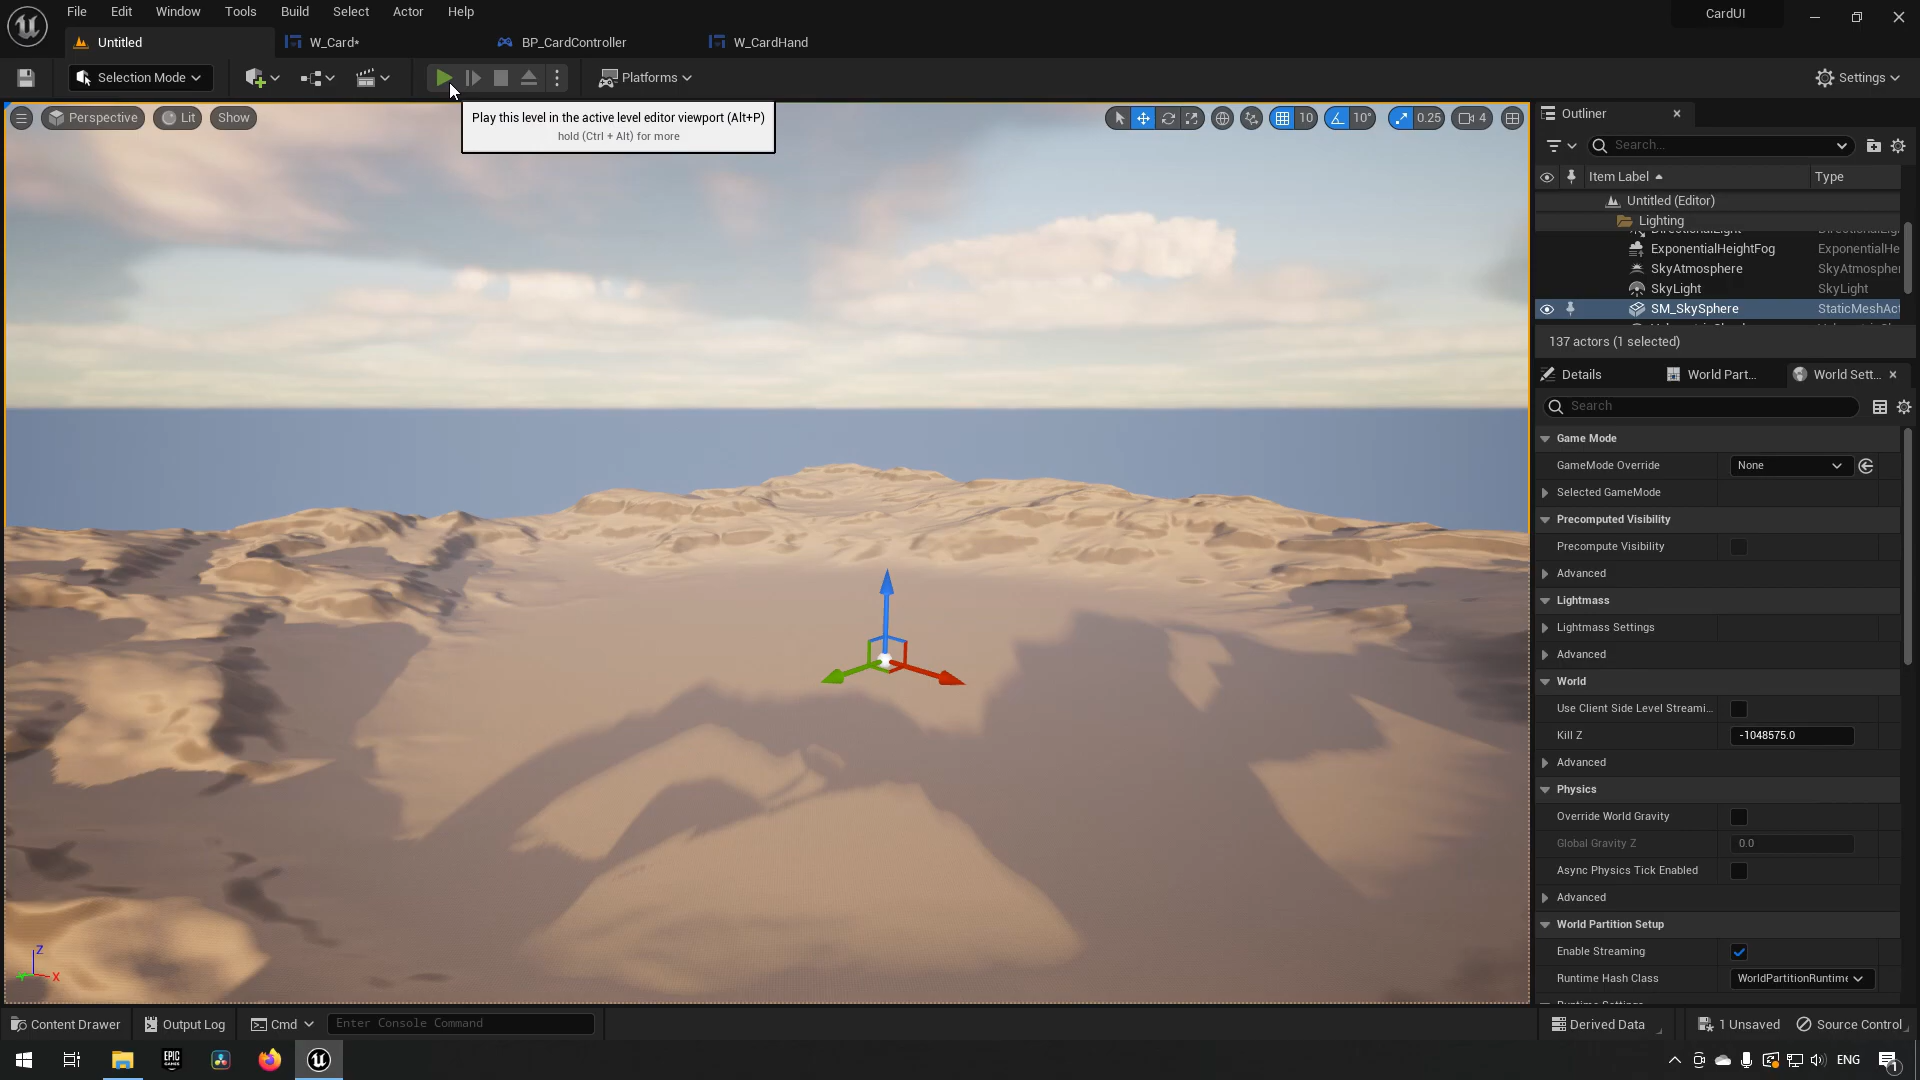 File Edit Window Tools Build Select Actor Help
CardUI
Untitled W_Card* BP_CardController W_CardHand
Selection Mode Platforms Settings
Perspective Lit Show
Play this level in the active level editor viewport (Alt+P)
hold (Ctrl + Alt) for more
10 10° 0.25 4
Outliner
Search...
Item Label Type
Untitled (Editor)
Lighting
ExponentialHeightFog ExponentialHe
SkyAtmosphere SkyAtmospher
SkyLight SkyLight
SM_SkySphere StaticMeshAct
137 actors (1 selected)
Details World Part... World Sett...
Search
Game Mode
GameMode Override None
Selected GameMode
Precomputed Visibility
Precompute Visibility
Advanced
Lightmass
Lightmass Settings
Advanced
World
Use Client Side Level Streami...
Kill Z -1048575.0
Advanced
Physics
Override World Gravity
Global Gravity Z 0.0
Async Physics Tick Enabled
Advanced
World Partition Setup
Enable Streaming
Runtime Hash Class WorldPartitionRuntime
Z
X
Content Drawer Output Log Cmd Enter Console Command
Derived Data 1 Unsaved Source Control
EPIC GAMES
ENG 1